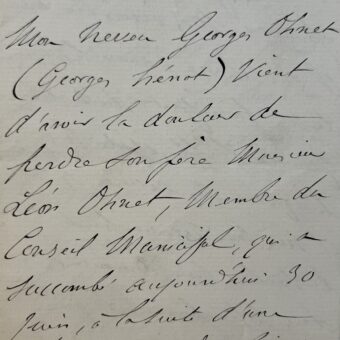 Mon neveu Georges Ohnet
(Georges Hénot) vient
d'avoir la douleur de
perdre son père Monsieur
Léon Ohnet, Membre du
Conseil Municipal, qui a
succombé aujourd'hui 30
juin, à la suite d'une